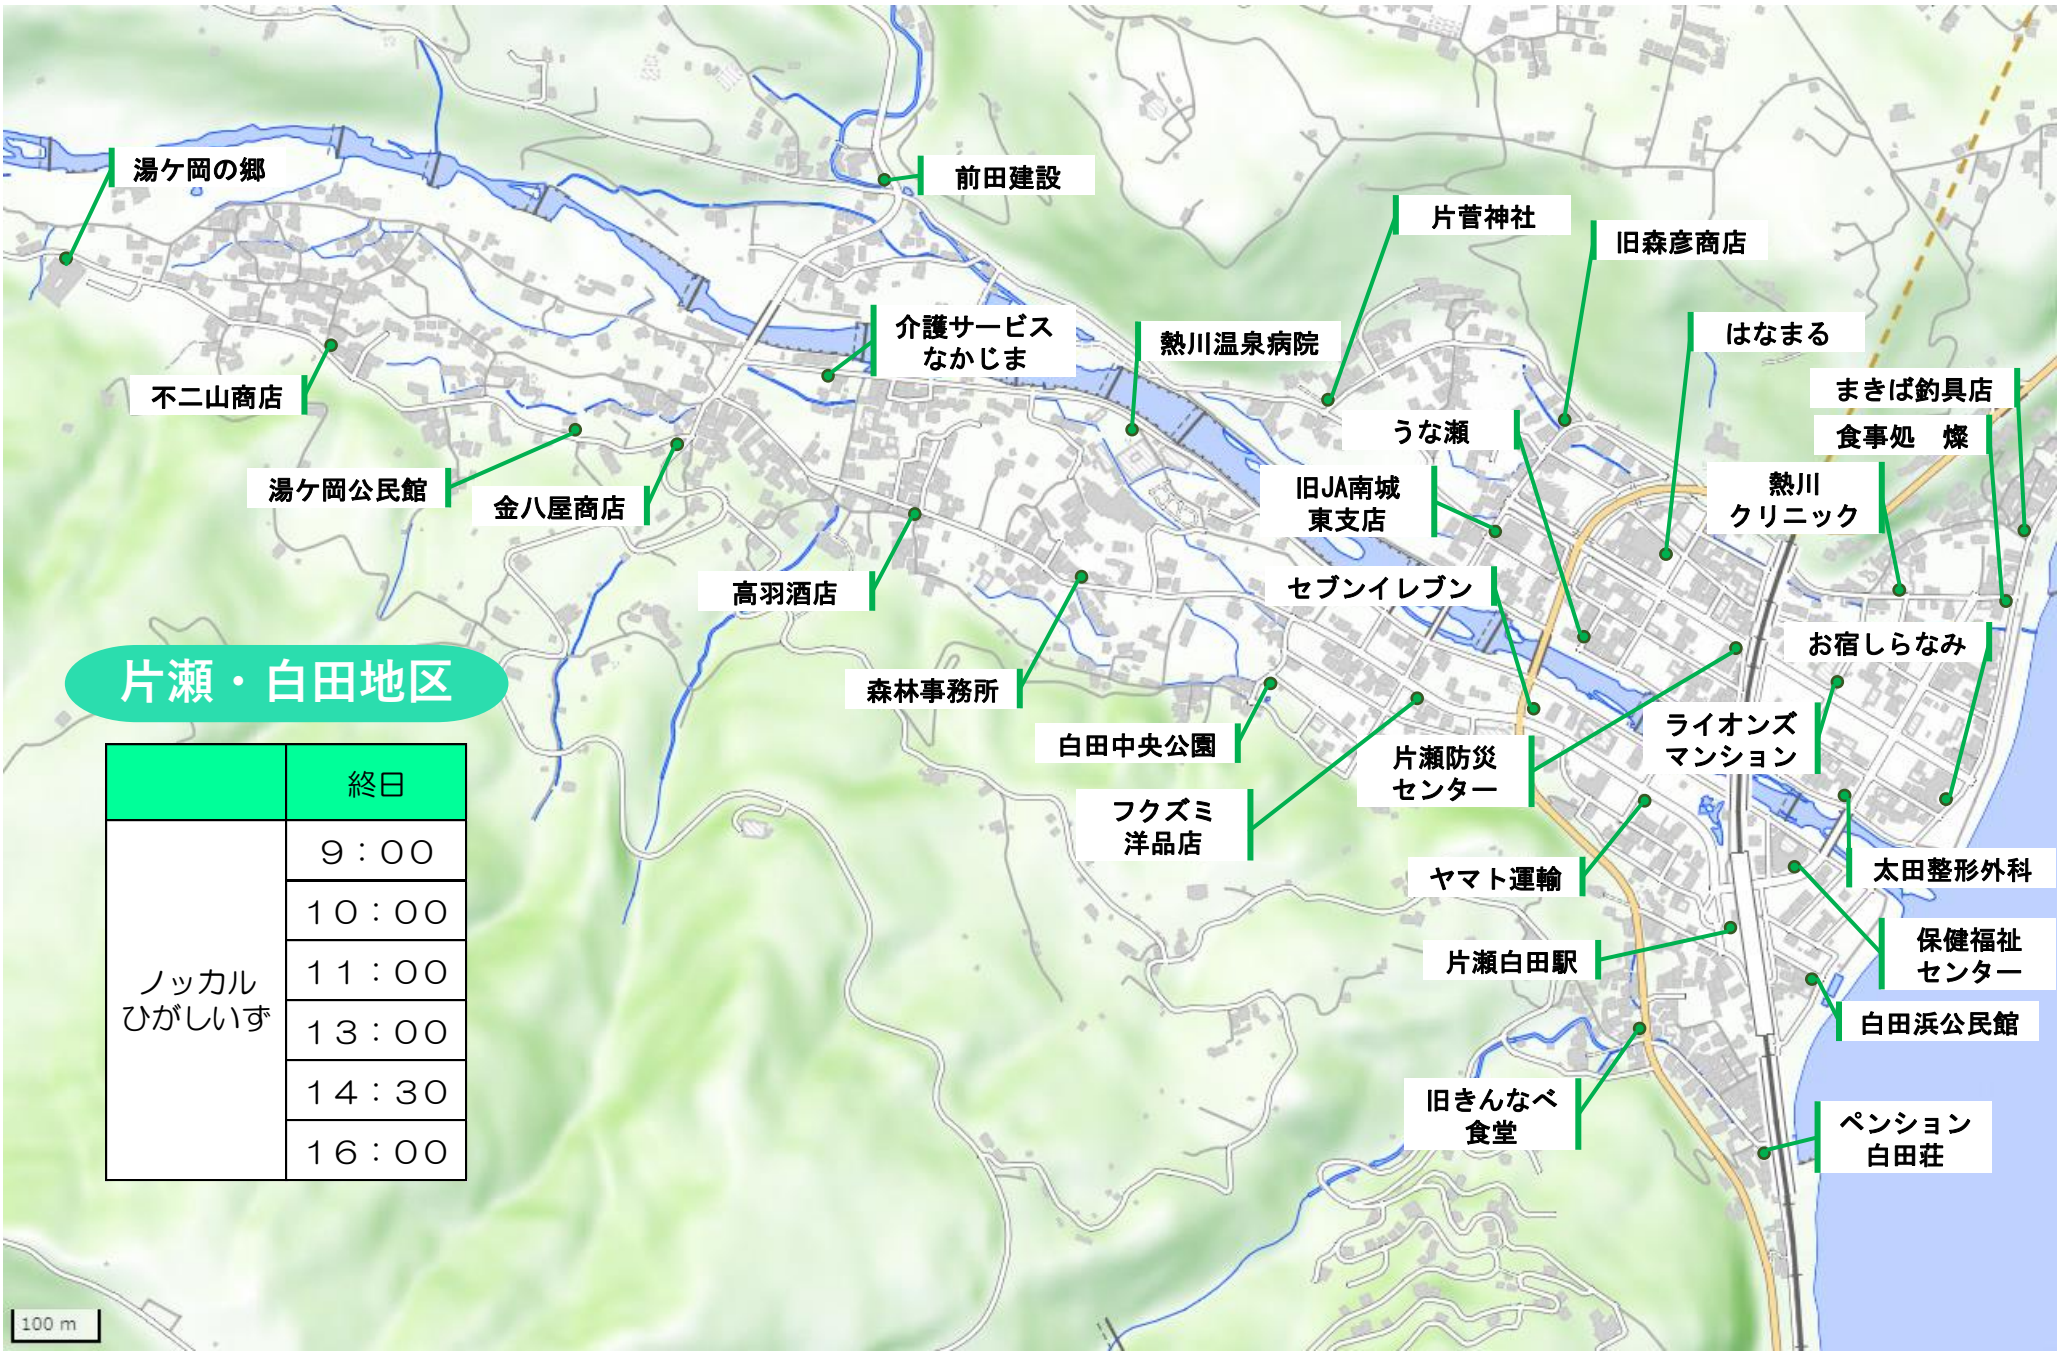 湯ケ岡の郷
前田建設
片菅神社
旧森彦商店
介護サービス
なかじま
熱川温泉病院
はなまる
不二山商店
まきば釣具店
うな瀬
食事処　燦
湯ケ岡公民館
金八屋商店
旧JA南城
東支店
熱川
クリニック
高羽酒店
セブンイレブン
お宿しらなみ
片瀬・白田地区
森林事務所
白田中央公園
片瀬防災
センター
ライオンズ
マンション
フクズミ
洋品店
ヤマト運輸
太田整形外科
片瀬白田駅
保健福祉
センター
白田浜公民館
旧きんなべ
食堂
ペンション
白田荘
終日
ノッカル
ひがしいず
９：００
１０：００
１１：００
１３：００
１４：３０
１６：００
100 m